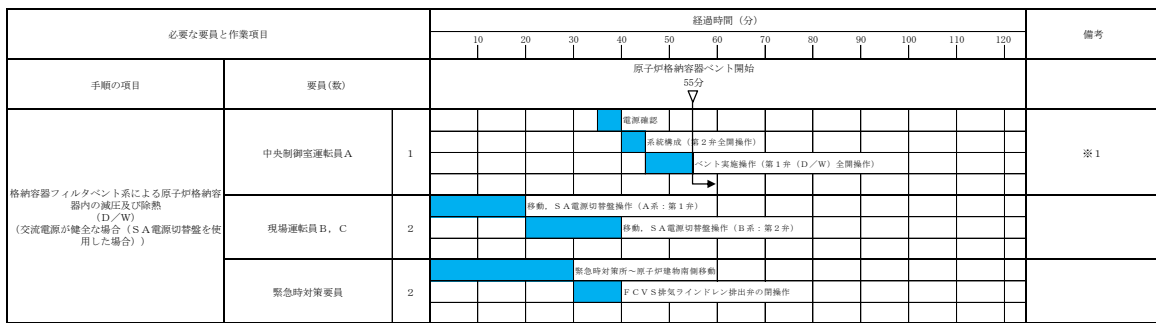 必要な要員と作業項目
経過時間（分）
備考
10 20 30 40 50 60 70 80 90 100 110 120
手順の項目
要員(数)
原子炉格納容器ベント開始
55分
格納容器フィルタベント系による原子炉格納容
器内の減圧及び除熱
（D／W）
（交流電源が健全な場合（ＳＡ電源切替盤を使
用した場合））
中央制御室運転員Ａ
1
電源確認
系統構成（第２弁全開操作）
ベント実施操作（第１弁（D／W）全開操作）
※１
現場運転員Ｂ，Ｃ
2
移動，ＳＡ電源切替盤操作（Ａ系：第１弁）
移動，ＳＡ電源切替盤操作（Ｂ系：第２弁）
緊急時対策要員
2
緊急時対策所～原子炉建物南側移動
ＦＣＶＳ排気ラインドレン排出弁の閉操作